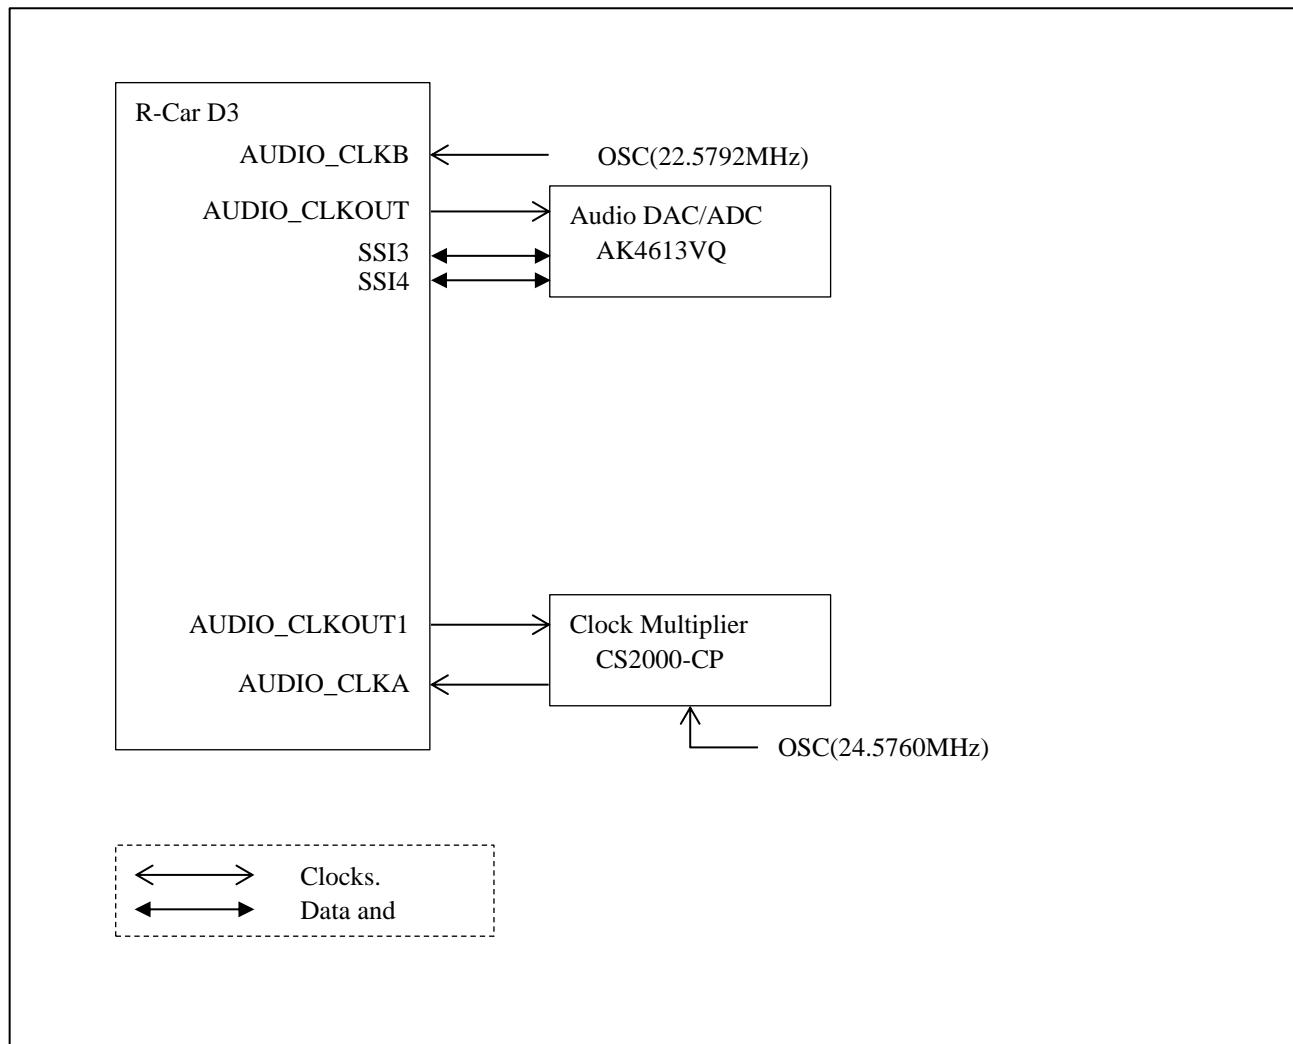 R-Car D3
AUDIO_CLKB
OSC(22.5792MHz)
AUDIO_CLKOUT
Audio DAC/ADC
AK4613VQ
SSI3
SSI4
AUDIO_CLKOUT1
Clock Multiplier
CS2000-CP
AUDIO_CLKA
OSC(24.5760MHz)
Clocks.
Data and